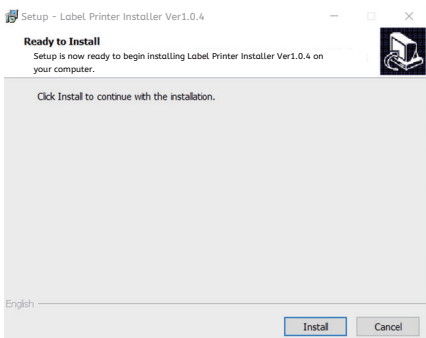 Setup - Label Printer Installer Ver1.0.4
Ready to Install
Setup is now ready to begin installing Label Printer Installer Ver1.0.4 on
your computer.
Click Install to continue with the installation.
English
Install Cancel